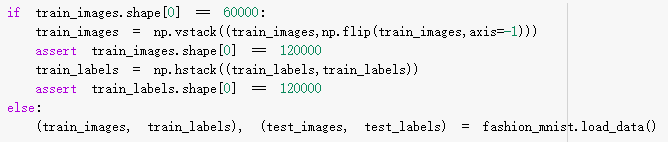 if train_images.shape[0] == 60000:
    train_images = np.vstack((train_images,np.flip(train_images,axis=-1)))
    assert train_images.shape[0] == 120000
    train_labels = np.hstack((train_labels,train_labels))
    assert train_labels.shape[0] == 120000
else:
    (train_images, train_labels), (test_images, test_labels) = fashion_mnist.load_data()